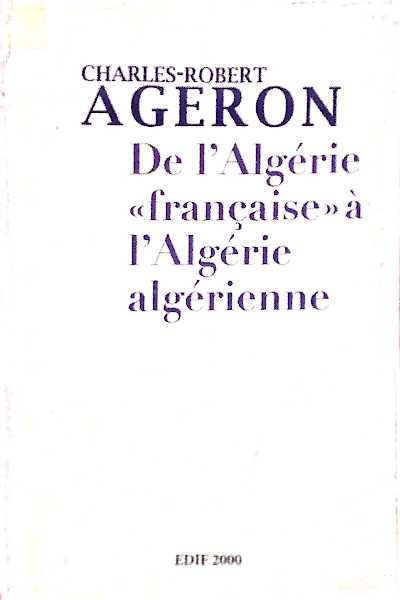 CHARLES-ROBERT
AGERON
De l'Algérie
«française» à
l'Algérie
algérienne
EDIF 2000